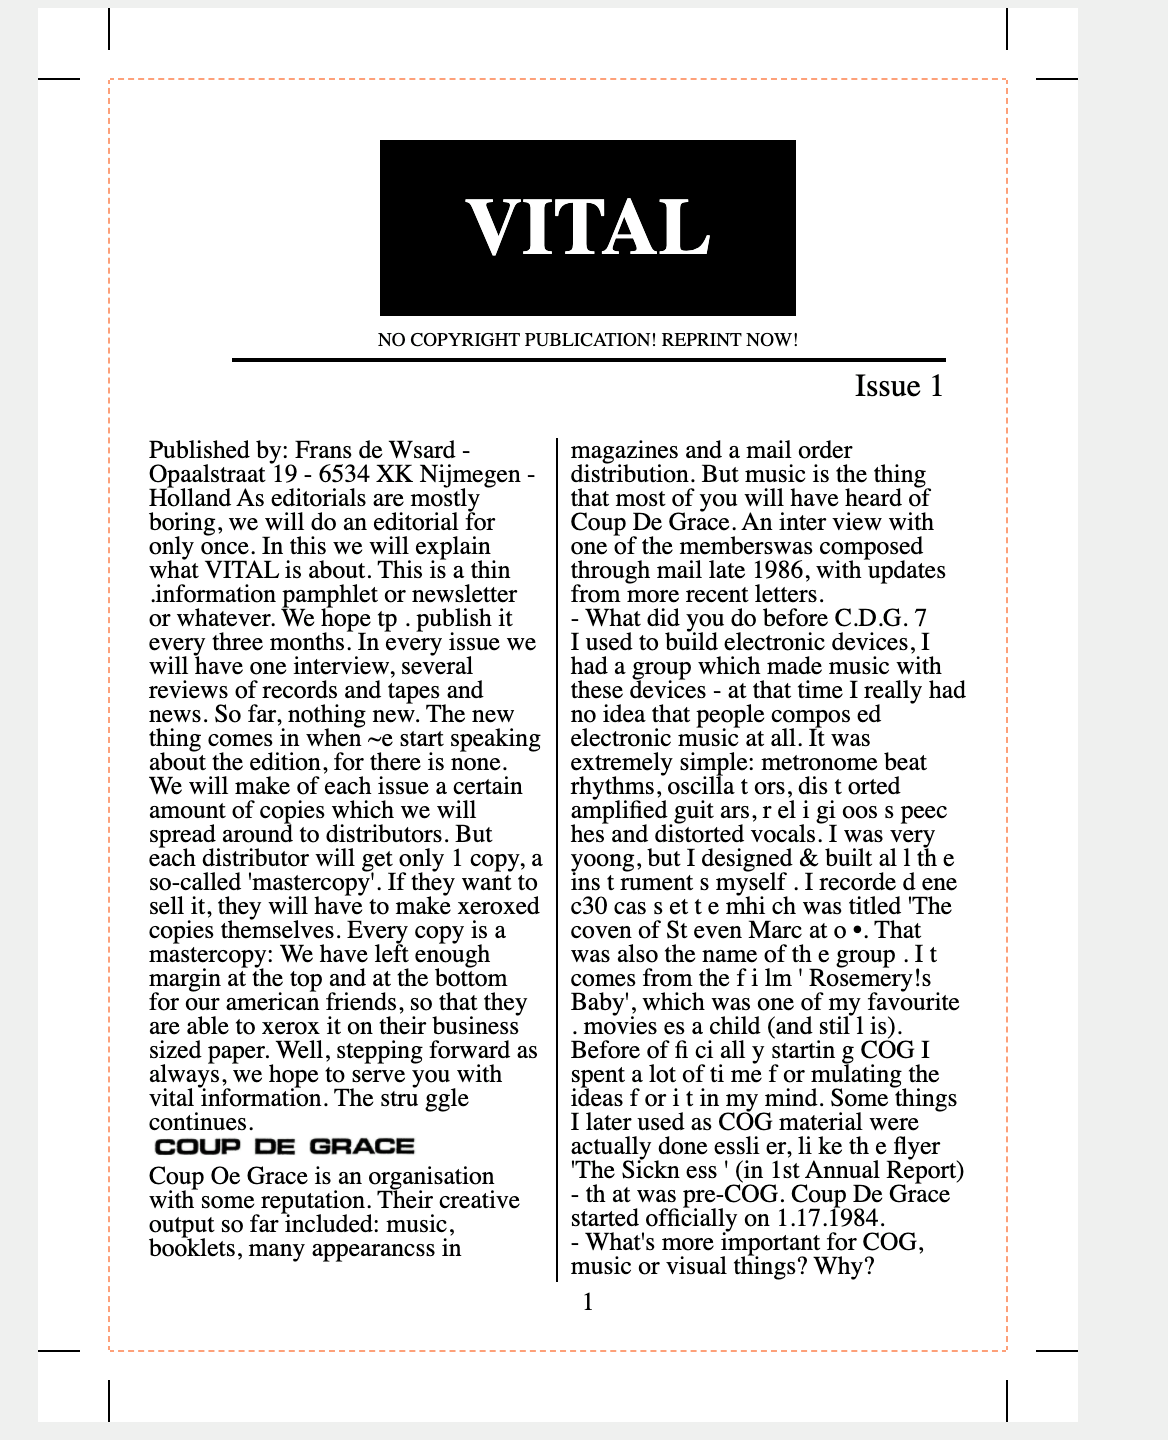 VITAL
NO COPYRIGHT PUBLICATION! REPRINT NOW!
Issue 1
Published by: Frans de Wsard -
Opaalstraat 19 - 6534 XK Nijmegen -
Holland As editorials are mostly
boring, we will do an editorial for
only once. In this we will explain
what VITAL is about. This is a thin
.information pamphlet or newsletter
or whatever. We hope tp . publish it
every three months. In every issue we
will have one interview, several
reviews of records and tapes and
news. So far, nothing new. The new
thing comes in when ~e start speaking
about the edition, for there is none.
We will make of each issue a certain
amount of copies which we will
spread around to distributors. But
each distributor will get only 1 copy, a
so-called 'mastercopy'. If they want to
sell it, they will have to make xeroxed
copies themselves. Every copy is a
mastercopy: We have left enough
margin at the top and at the bottom
for our american friends, so that they
are able to xerox it on their business
sized paper. Well, stepping forward as
always, we hope to serve you with
vital information. The stru ggle
continues.
COUP DE GRACE
Coup Oe Grace is an organisation
with some reputation. Their creative
output so far included: music,
booklets, many appearancss in
magazines and a mail order
distribution. But music is the thing
that most of you will have heard of
Coup De Grace. An inter view with
one of the memberswas composed
through mail late 1986, with updates
from more recent letters.
- What did you do before C.D.G. 7
I used to build electronic devices, I
had a group which made music with
these devices - at that time I really had
no idea that people compos ed
electronic music at all. It was
extremely simple: metronome beat
rhythms, oscilla t ors, dis t orted
amplified guit ars, r el i gi oos s peec
hes and distorted vocals. I was very
yoong, but I designed & built al l th e
ins t rument s myself . I recorde d ene
c30 cas s et t e mhi ch was titled 'The
coven of St even Marc at o •. That
was also the name of th e group . I t
comes from the f i lm ' Rosemery!s
Baby', which was one of my favourite
. movies es a child (and stil l is).
Before of fi ci all y startin g COG I
spent a lot of ti me f or mulating the
ideas f or i t in my mind. Some things
I later used as COG material were
actually done essli er, li ke th e flyer
'The Sickn ess ' (in 1st Annual Report)
- th at was pre-COG. Coup De Grace
started officially on 1.17.1984.
- What's more important for COG,
music or visual things? Why?
1